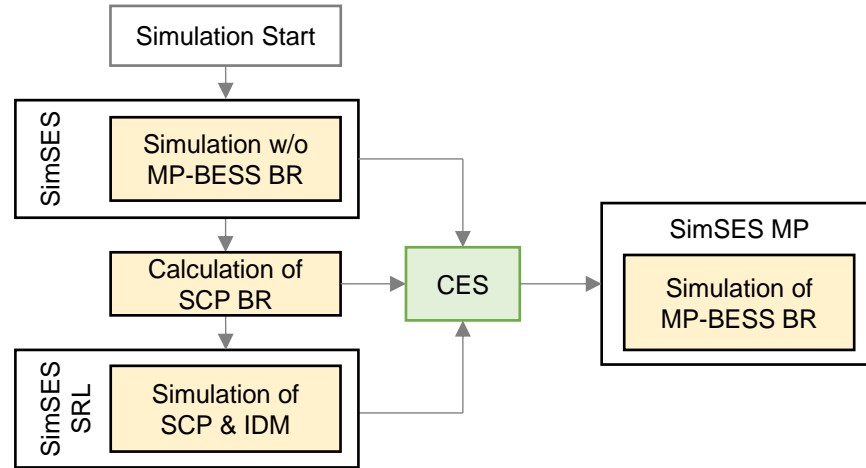 Simulation Start
SimSES
Simulation w/o
MP-BESS BR
Calculation of
SCP BR
SimSES
SRL
Simulation of
SCP & IDM
CES
SimSES MP
Simulation of
MP-BESS BR